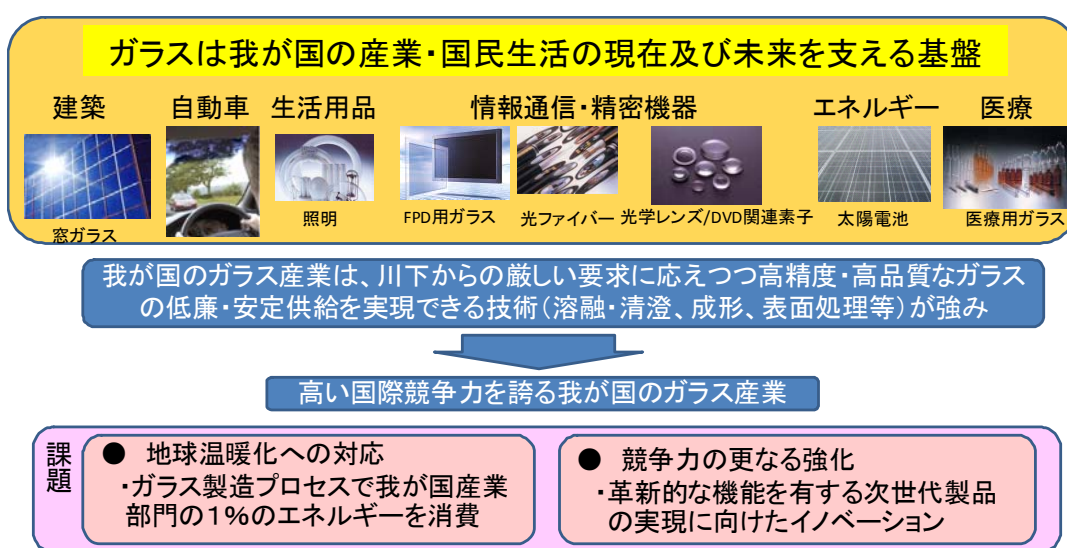 ガラスは我が国の産業・国民生活の現在及び未来を支える基盤
建築 自動車 生活用品 情報通信・精密機器 エネルギー 医療
窓ガラス 照明 FPD用ガラス 光ファイバー 光学レンズ/DVD関連素子 太陽電池 医療用ガラス
我が国のガラス産業は、川下からの厳しい要求に応えつつ高精度・高品質なガラス
の低廉・安定供給を実現できる技術(溶融・清澄、成形、表面処理等)が強み
高い国際競争力を誇る我が国のガラス産業
課題
● 地球温暖化への対応
・ガラス製造プロセスで我が国産業
部門の1%のエネルギーを消費
● 競争力の更なる強化
・革新的な機能を有する次世代製品
の実現に向けたイノベーション